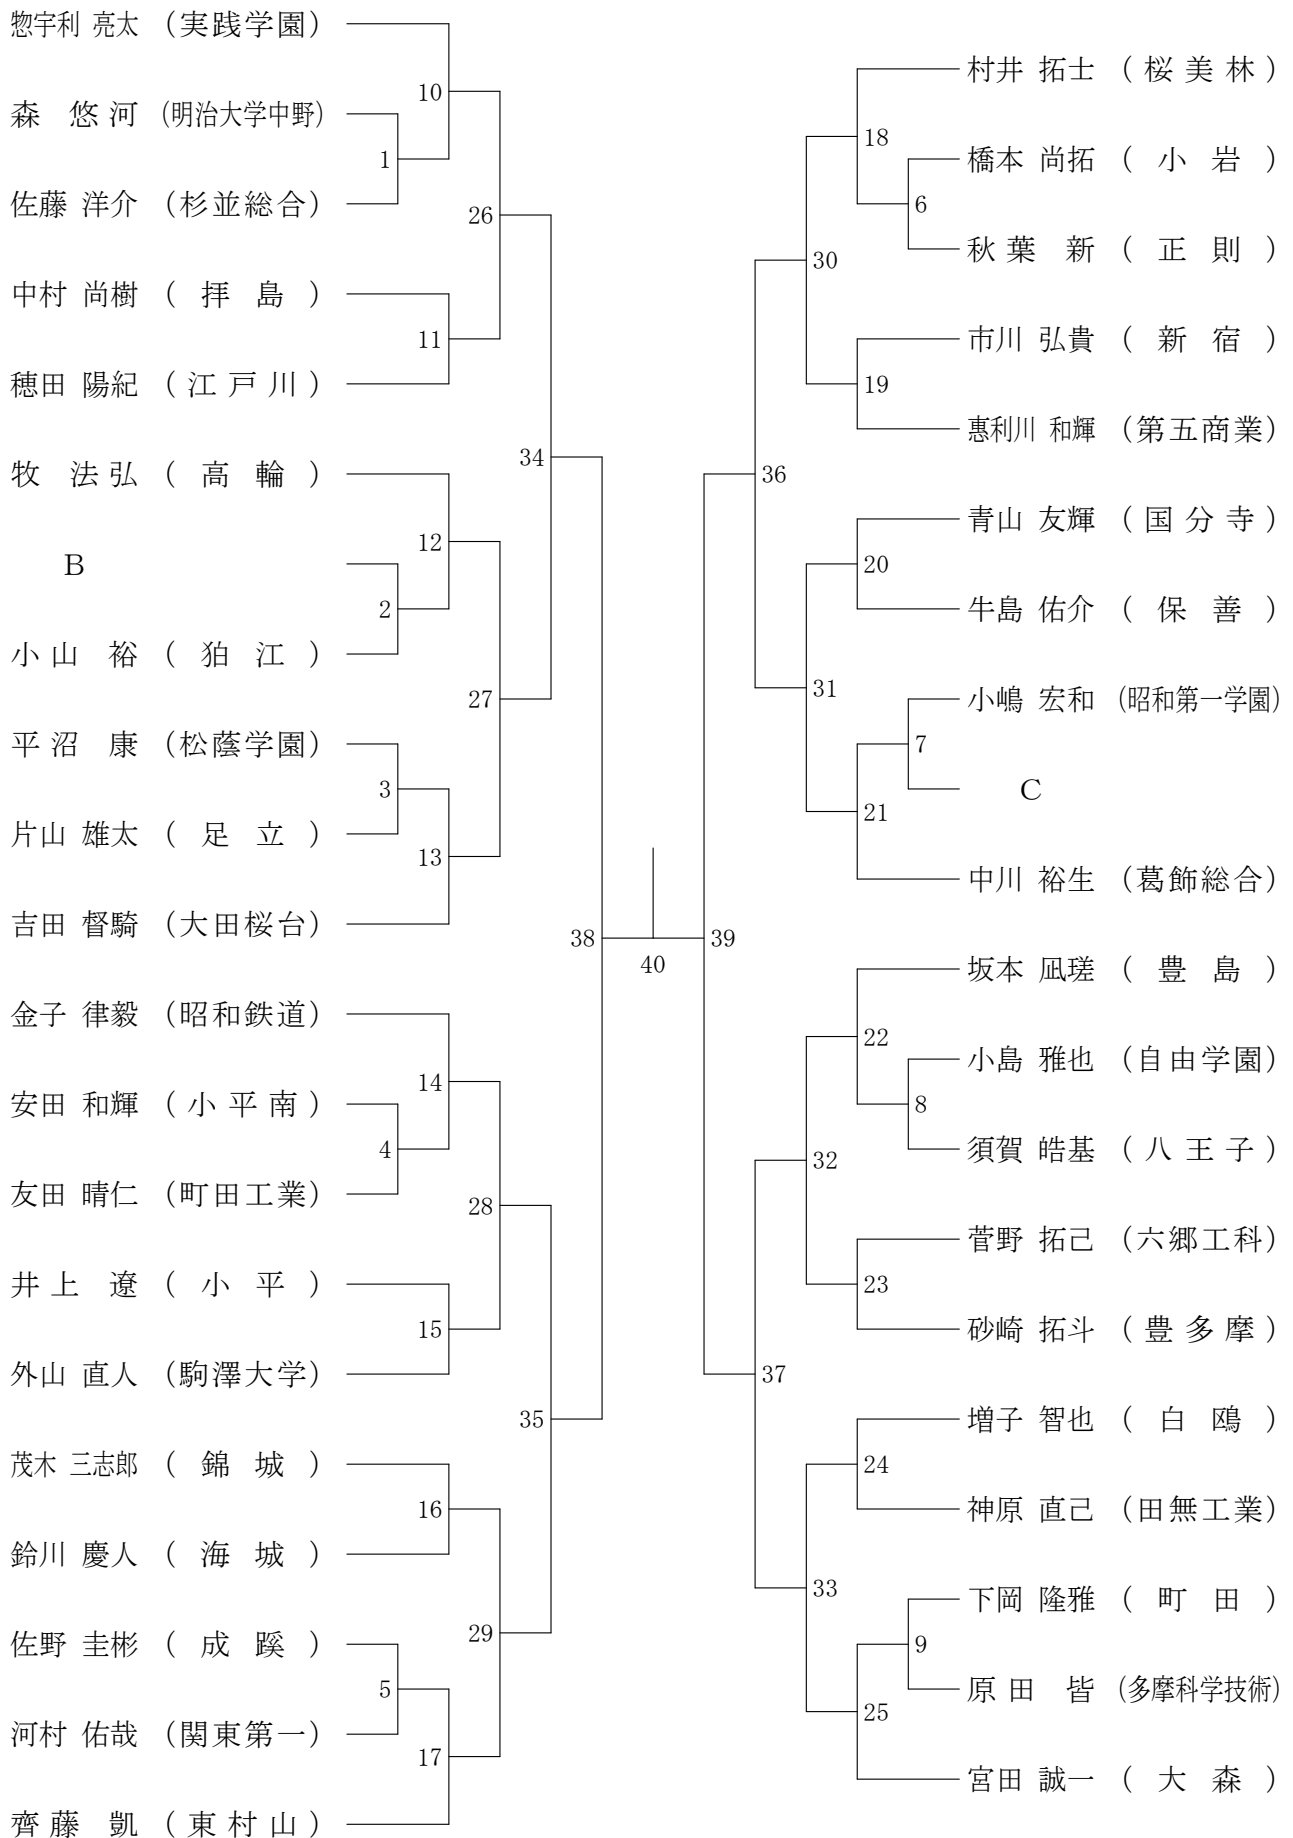 惣宇利 亮太 (実践学園)
森 悠河 (明治大学中野)
佐藤 洋介 (杉並総合)
中村 尚樹 (拝島)
穂田 陽紀 (江戸川)
牧 法弘 (高輪)
B
小山 裕 (狛江)
平沼 康 (松蔭学園)
片山 雄太 (足立)
吉田 督騎 (大田桜台)
金子 律毅 (昭和鉄道)
安田 和輝 (小平南)
友田 晴仁 (町田工業)
井上 遼 (小平)
外山 直人 (駒澤大学)
茂木 三志郎 (錦城)
鈴川 慶人 (海城)
佐野 圭彬 (成蹊)
河村 佑哉 (関東第一)
齊藤 凱 (東村山)
1
2
3
4
5
10
11
12
13
14
15
16
17
26
27
28
29
34
35
38
40
39
36
37
30
31
32
33
18
19
20
21
22
23
24
25
6
7
8
9
村井 拓士 (桜美林)
橋本 尚拓 (小岩)
秋葉 新 (正則)
市川 弘貴 (新宿)
惠利川 和輝 (第五商業)
青山 友輝 (国分寺)
牛島 佑介 (保善)
小嶋 宏和 (昭和第一学園)
C
中川 裕生 (葛飾総合)
坂本 凪瑳 (豊島)
小島 雅也 (自由学園)
須賀 皓基 (八王子)
菅野 拓己 (六郷工科)
砂崎 拓斗 (豊多摩)
増子 智也 (白鴎)
神原 直己 (田無工業)
下岡 隆雅 (町田)
原田 皆 (多摩科学技術)
宮田 誠一 (大森)